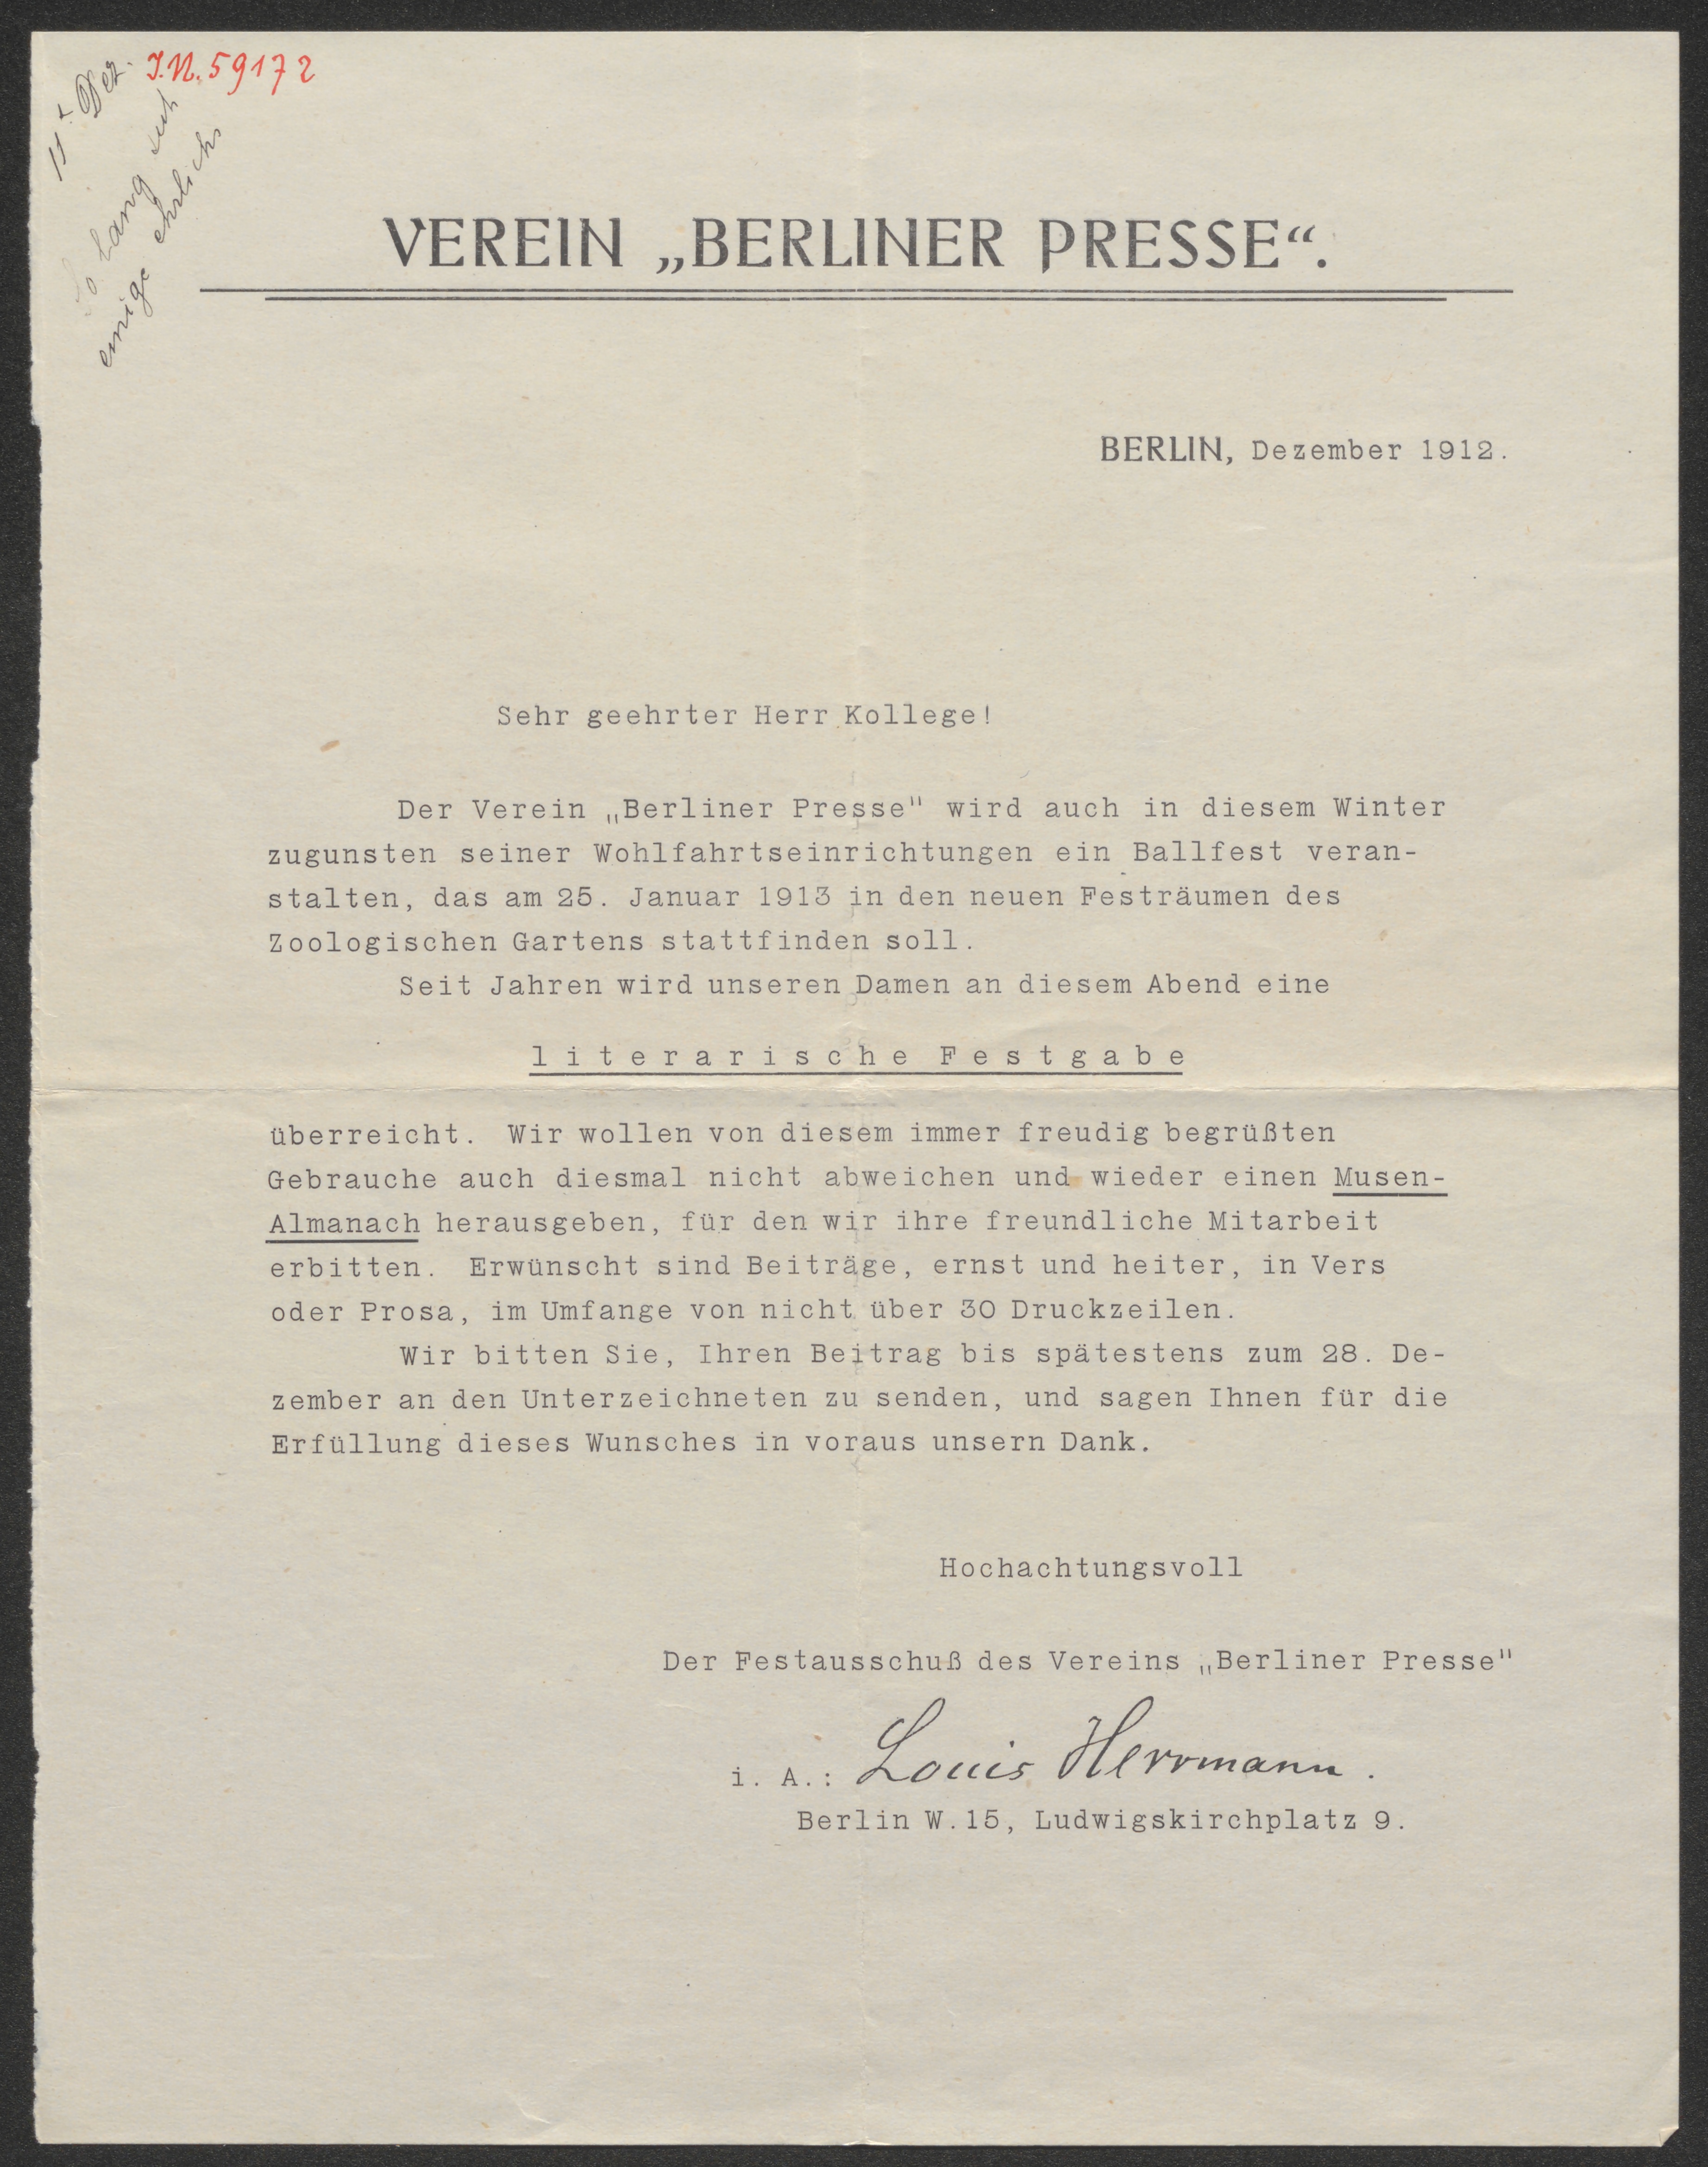 J.N. 59172
11t Dez.
So lang
einige ehrlich
VEREIN „BERLINER PRESSE“.
BERLIN, Dezember 1912.
Sehr geehrter Herr Kollege!
Der Verein „Berliner Presse" wird auch in diesem Winter
zugunsten seiner Wohlfahrtseinrichtungen ein Ballfest veran-
stalten, das am 25. Januar 1913 in den neuen Festräumen des
Zoologischen Gartens stattfinden soll.
Seit Jahren wird unseren Damen an diesem Abend eine
literarische Festgabe
überreicht. Wir wollen von diesem immer freudig begrüßten
Gebrauche auch diesmal nicht abweichen und wieder einen Musen-
Almanach herausgeben, für den wir ihre freundliche Mitarbeit
erbitten. Erwünscht sind Beiträge, ernst und heiter, in Vers
oder Prosa, im Umfange von nicht über 30 Druckzeilen.
Wir bitten Sie, Ihren Beitrag bis spätestens zum 28. De-
zember an den Unterzeichneten zu senden, und sagen Ihnen für die
Erfüllung dieses Wunsches in voraus unsern Dank.
Hochachtungsvoll
Der Festausschuß des Vereins „Berliner Presse"
i. A.: Louis Herrmann.
Berlin W.15, Ludwigskirchplatz 9.